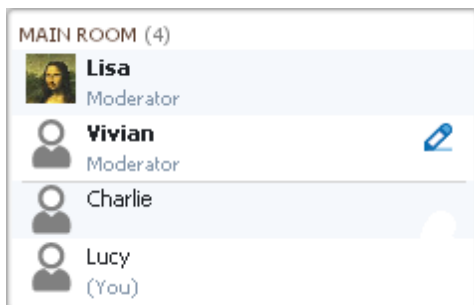 MAIN ROOM (4)
Lisa
Moderator
Vivian
Moderator
Charlie
Lucy
(You)